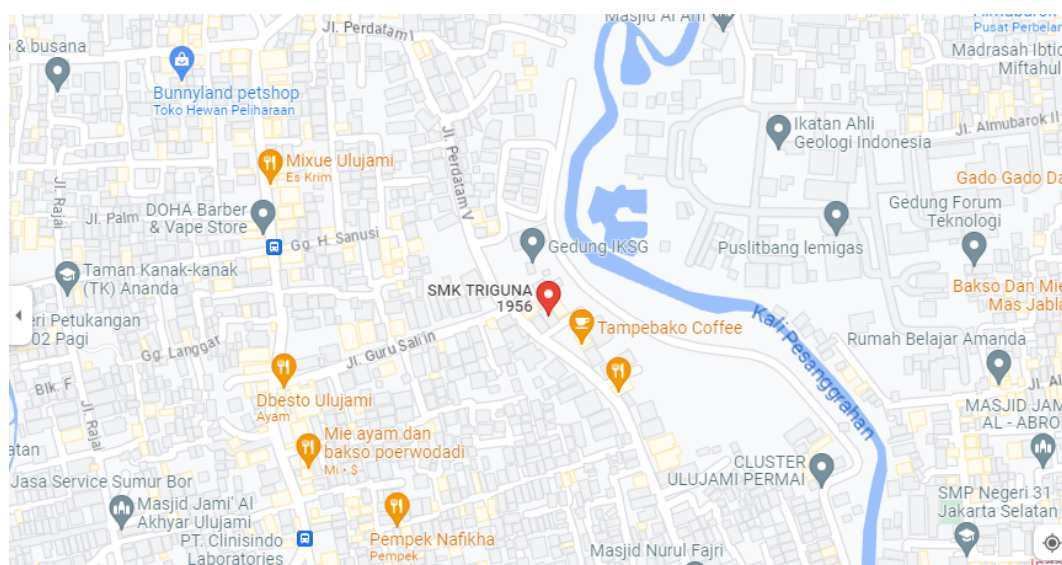 Masjid Al Ahl
Jl. Perdatam I
Pusat Perbelan
& busana
Madrasah Ibtic
Miftahul
Bunnyland petshop
Toko Hewan Peliharaan
Ikatan Ahli
Geologi Indonesia
Jl. Almubarok II
Mixue Ulujami
Es Krim
Jl. Perdatam V
Jl. Rajai
Gado Gado Da
DOHA Barber
& Vape Store
Jl. Palm
Gedung Forum
Teknologi
Gg. H. Sanusi
Gedung IKSG
Puslitbang lemigas
Taman Kanak-kanak
(TK) Ananda
SMK TRIGUNA
1956
Bakso Dan Mie
Mas Jabla
eri Petukangan
02 Pagi
Tampebako Coffee
Kali Pesanggrahan
Rumah Belajar Amanda
Gg. Langgar
Jl. Guru Sali'in
Blk. F
Jl. Al
Dbesto Ulujami
Ayam
Jl. Rajai
MASJID JAM
AL - ABRO
Mie ayam dan
bakso poerwodadi
Mi · $
atan
CLUSTER
ULUJAMI PERMAI
Jasa Service Sumur Bor
SMP Negeri 31
Jakarta Selatan
Masjid Jami' Al
Akhyar Ulujami
PT. Clinisindo
Laboratories
Pempek Nafikha
Pempek
Masjid Nurul Fajri